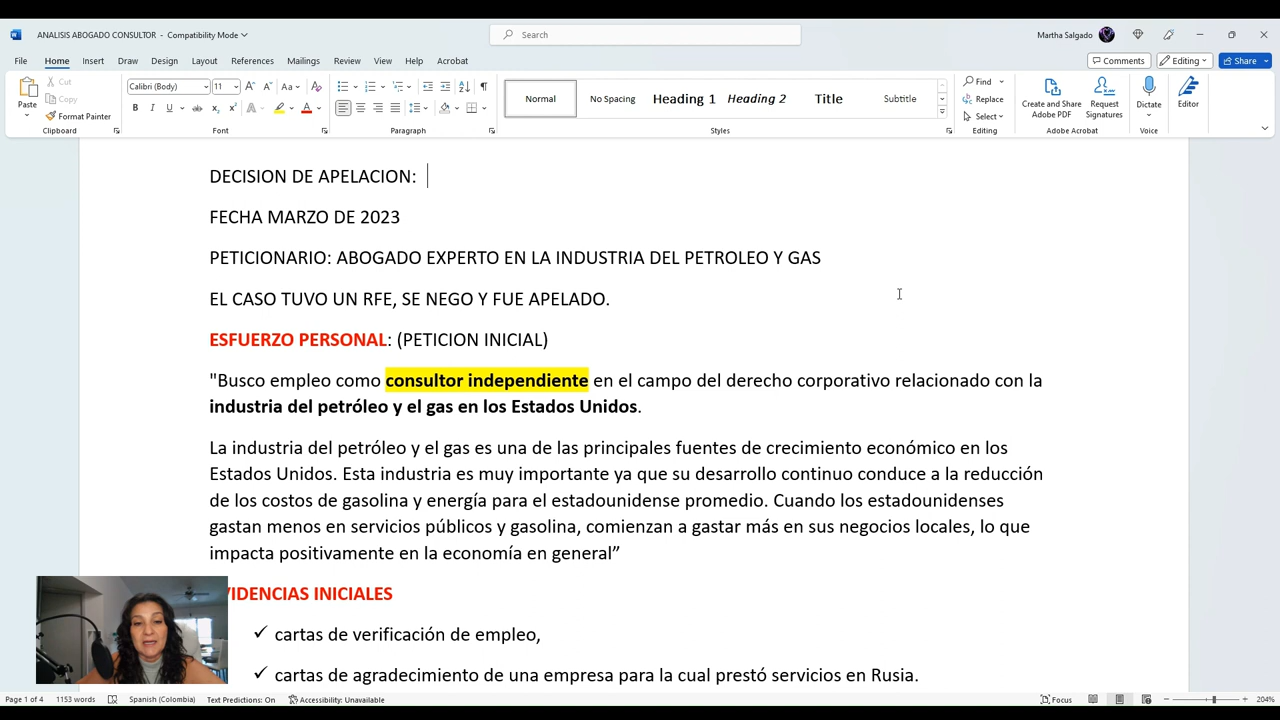 ANALISIS ABOGADO CONSULTOR - Compatibility Mode
Search
Martha Salgado
File Home Insert Draw Design Layout References Mailings Review View Help Acrobat
Comments Editing Share
Paste
Cut
Copy
Format Painter
Clipboard
Calibri (Body) 11
Font
Paragraph
Normal No Spacing Heading 1 Heading 2 Title Subtitle
Styles
Find
Replace
Select
Editing
Create and Share Adobe PDF
Request Signatures
Adobe Acrobat
Dictate
Voice
Editor
DECISION DE APELACION:
FECHA MARZO DE 2023
PETICIONARIO: ABOGADO EXPERTO EN LA INDUSTRIA DEL PETROLEO Y GAS
EL CASO TUVO UN RFE, SE NEGO Y FUE APELADO.
ESFUERZO PERSONAL: (PETICION INICIAL)
"Busco empleo como consultor independiente en el campo del derecho corporativo relacionado con la
industria del petróleo y el gas en los Estados Unidos.
La industria del petróleo y el gas es una de las principales fuentes de crecimiento económico en los
Estados Unidos. Esta industria es muy importante ya que su desarrollo continuo conduce a la reducción
de los costos de gasolina y energía para el estadounidense promedio. Cuando los estadounidenses
gastan menos en servicios públicos y gasolina, comienzan a gastar más en sus negocios locales, lo que
impacta positivamente en la economía en general”
VIDENCIAS INICIALES
✓ cartas de verificación de empleo,
✓ cartas de agradecimiento de una empresa para la cual prestó servicios en Rusia.
Page 1 of 4 1153 words Spanish (Colombia) Text Predictions: On Accessibility: Unavailable Focus 204%